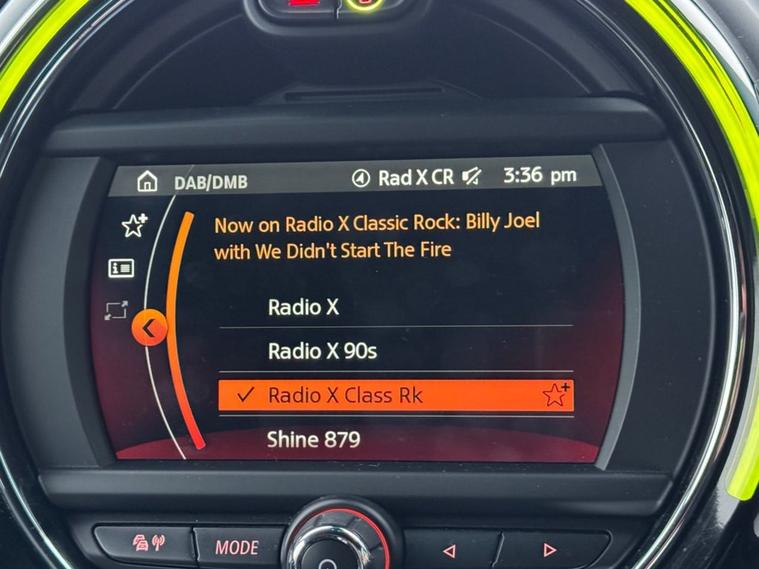 DAB/DMB Rad X CR 3:36 pm
Now on Radio X Classic Rock: Billy Joel
with We Didn't Start The Fire
Radio X
Radio X 90s
Radio X Class Rk
Shine 879
MODE